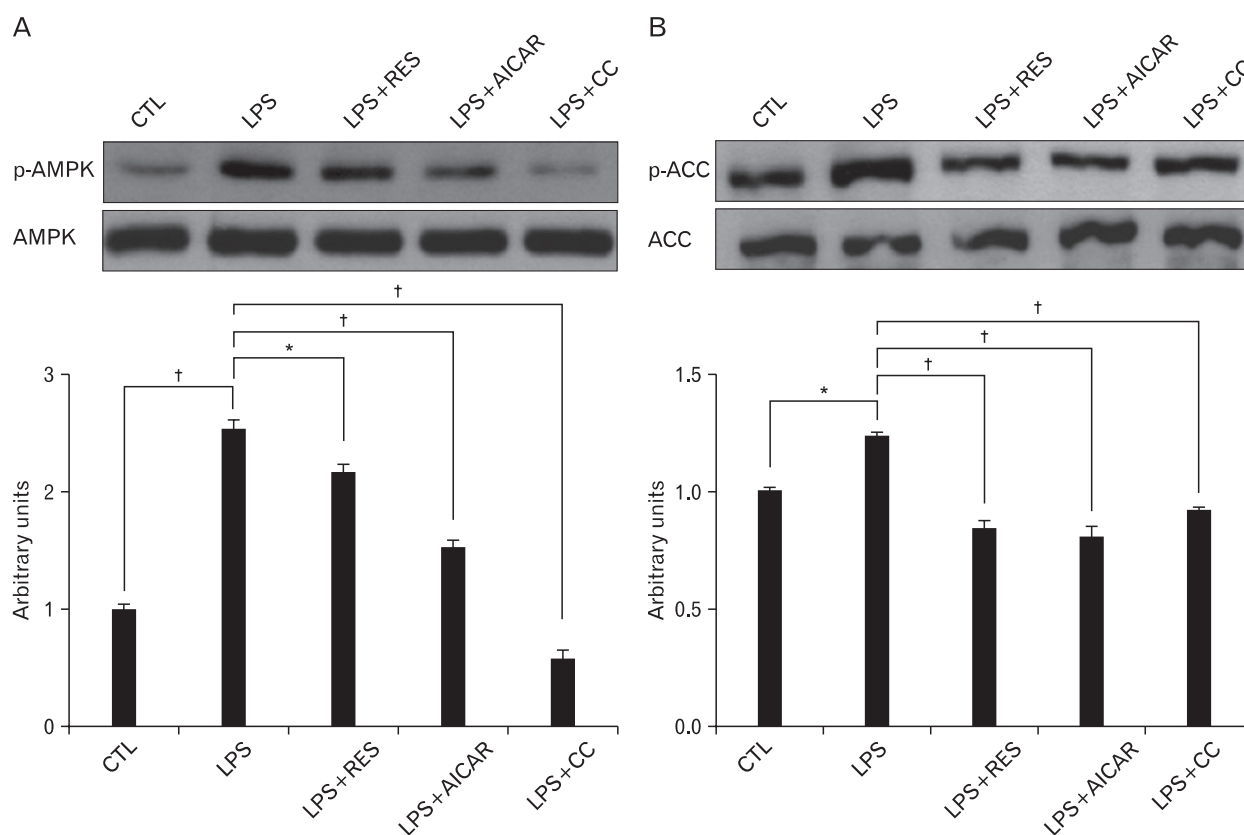 A
CTL
LPS
LPS+RES
LPS+AICAR
LPS+CC
p-AMPK
AMPK
†
†
*
†
3
2
1
0
Arbitrary units
CTL
LPS
LPS+RES
LPS+AICAR
LPS+CC
B
CTL
LPS
LPS+RES
LPS+AICAR
LPS+CC
p-ACC
ACC
†
†
†
*
1.5
1.0
0.5
0.0
Arbitrary units
CTL
LPS
LPS+RES
LPS+AICAR
LPS+CC